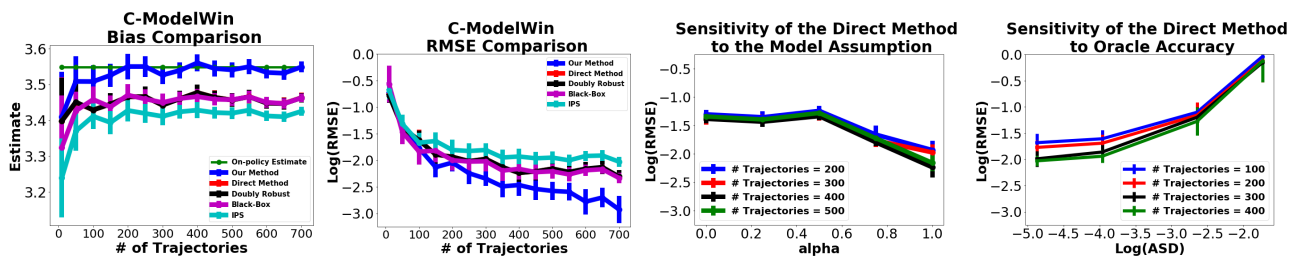 C-ModelWin
Bias Comparison
Estimate
3.6
3.5
3.4
3.3
3.2
On-policy Estimate
Our Method
Direct Method
Doubly Robust
Black-Box
IPS
0 100 200 300 400 500 600 700
# of Trajectories
C-ModelWin
RMSE Comparison
Log(RMSE)
0.0
−0.5
−1.0
−1.5
−2.0
−2.5
−3.0
Our Method
Direct Method
Doubly Robust
Black-Box
IPS
0 100 200 300 400 500 600 700
# of Trajectories
Sensitivity of the Direct Method
to the Model Assumption
Log(RMSE)
−0.5
−1.0
−1.5
−2.0
−2.5
−3.0
# Trajectories = 200
# Trajectories = 300
# Trajectories = 400
# Trajectories = 500
0.0 0.2 0.4 0.6 0.8 1.0
alpha
Sensitivity of the Direct Method
to Oracle Accuracy
Log(RMSE)
0.0
−0.5
−1.0
−1.5
−2.0
−2.5
−3.0
# Trajectories = 100
# Trajectories = 200
# Trajectories = 300
# Trajectories = 400
−5.0 −4.5 −4.0 −3.5 −3.0 −2.5 −2.0
Log(ASD)